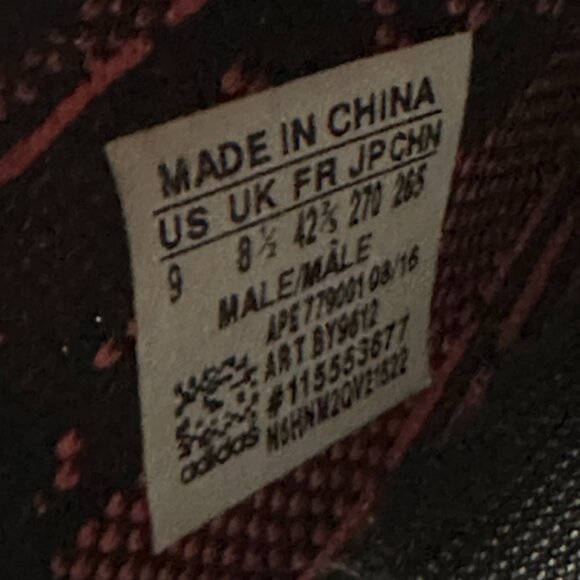 MADE IN CHINA
US UK FR JP CHN
9 8½ 42⅔ 270 265
MALE/MÂLE
APE 779001 08/16
ART BY9612
#115553677
N6HNM2QV21522
adidas